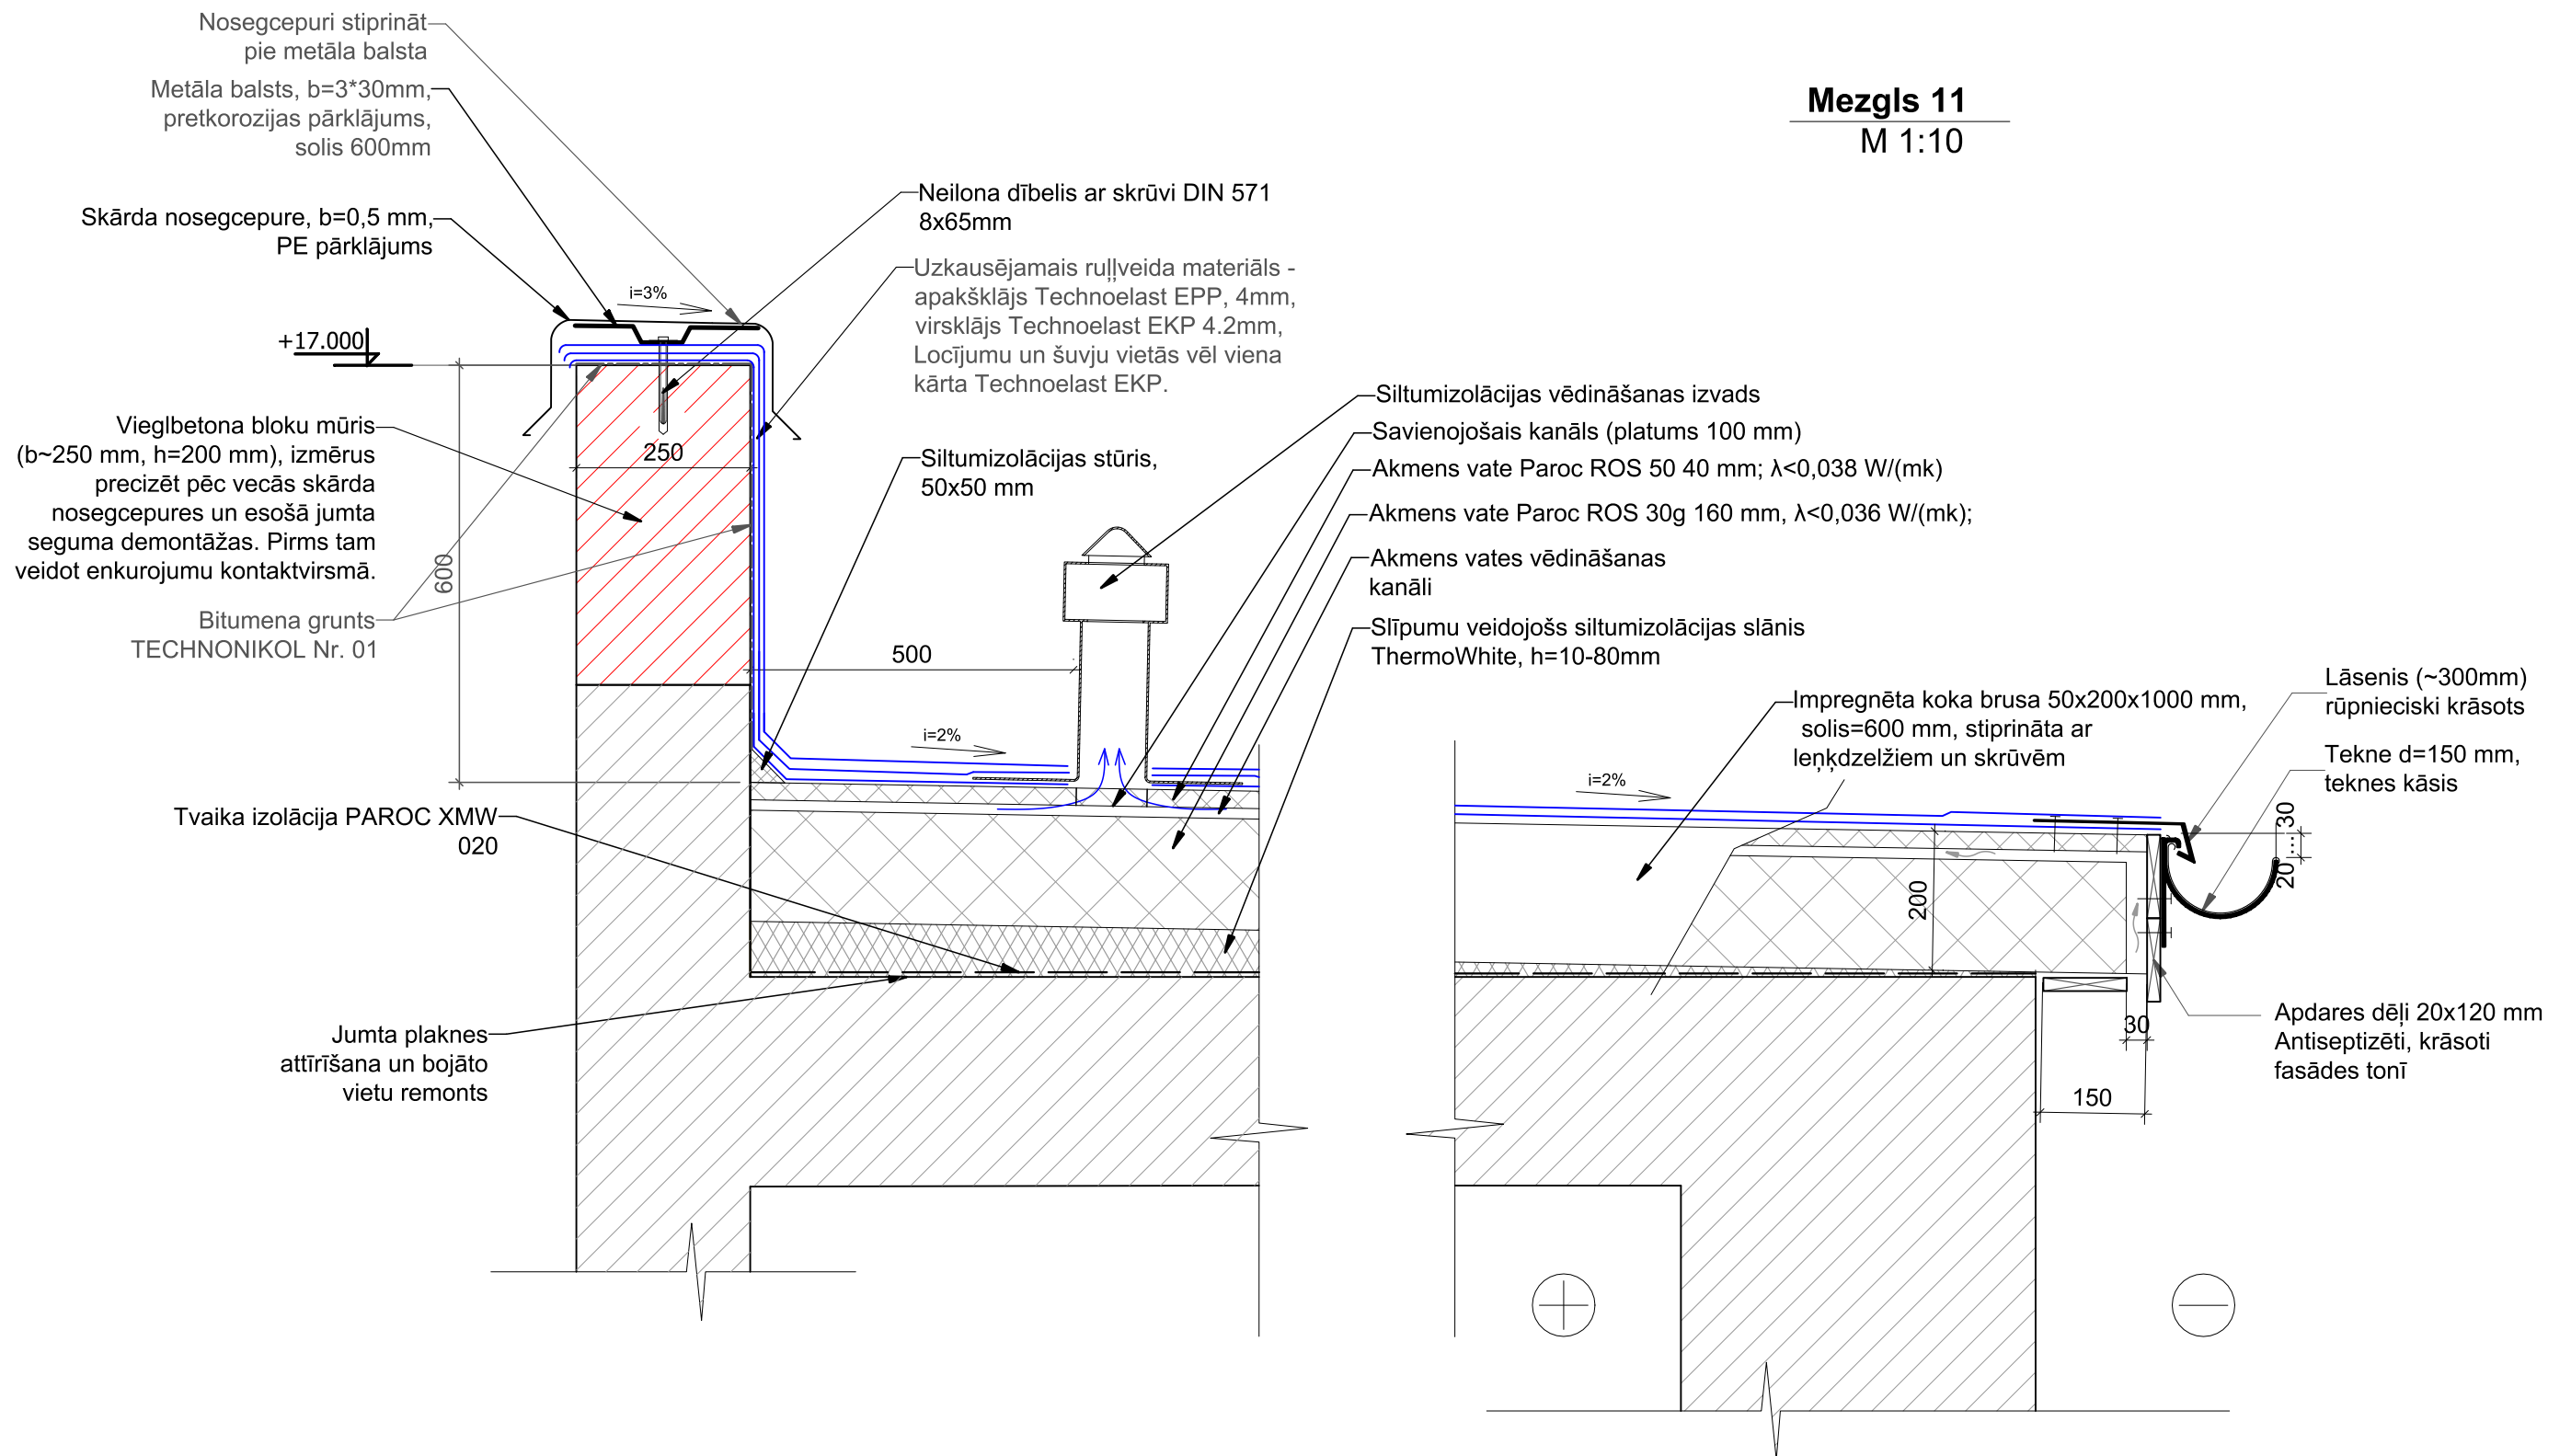 Nosegcepuri stiprināt
pie metāla balsta
Metāla balsts, b=3*30mm,
pretkorozijas pārklājums,
solis 600mm
Skārda nosegcepure, b=0,5 mm,
PE pārklājums
i=3%
+17.000
Vieglbetona bloku mūris
(b~250 mm, h=200 mm), izmērus
precizēt pēc vecās skārda
nosegcepures un esošā jumta
seguma demontāžas. Pirms tam
veidot enkurojumu kontaktvirsmā.
600
250
Bitumena grunts
TECHNONIKOL Nr. 01
Tvaika izolācija PAROC XMW
020
Jumta plaknes
attīrīšana un bojāto
vietu remonts
Mezgls 11
M 1:10
Neilona dībelis ar skrūvi DIN 571
8x65mm
Uzkausējamais ruļļveida materiāls -
apakšklājs Technoelast EPP, 4mm,
virsklājs Technoelast EKP 4.2mm,
Locījumu un šuvju vietās vēl viena
kārta Technoelast EKP.
Siltumizolācijas stūris,
50x50 mm
500
i=2%
Siltumizolācijas vēdināšanas izvads
Savienojošais kanāls (platums 100 mm)
Akmens vate Paroc ROS 50 40 mm; λ<0,038 W/(mk)
Akmens vate Paroc ROS 30g 160 mm, λ<0,036 W/(mk);
Akmens vates vēdināšanas
kanāli
Slīpumu veidojošs siltumizolācijas slānis
ThermoWhite, h=10-80mm
Impregnēta koka brusa 50x200x1000 mm,
solis=600 mm, stiprināta ar
leņķdzelžiem un skrūvēm
i=2%
200
Lāsenis (~300mm)
rūpnieciski krāsots
Tekne d=150 mm,
teknes kāsis
20 ... 30
30
150
Apdares dēļi 20x120 mm
Antiseptizēti, krāsoti
fasādes tonī